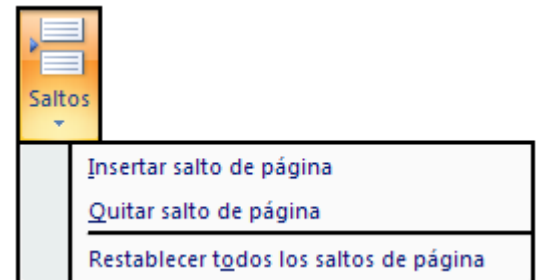 Saltos
Insertar salto de página
Quitar salto de página
Restablecer todos los saltos de página